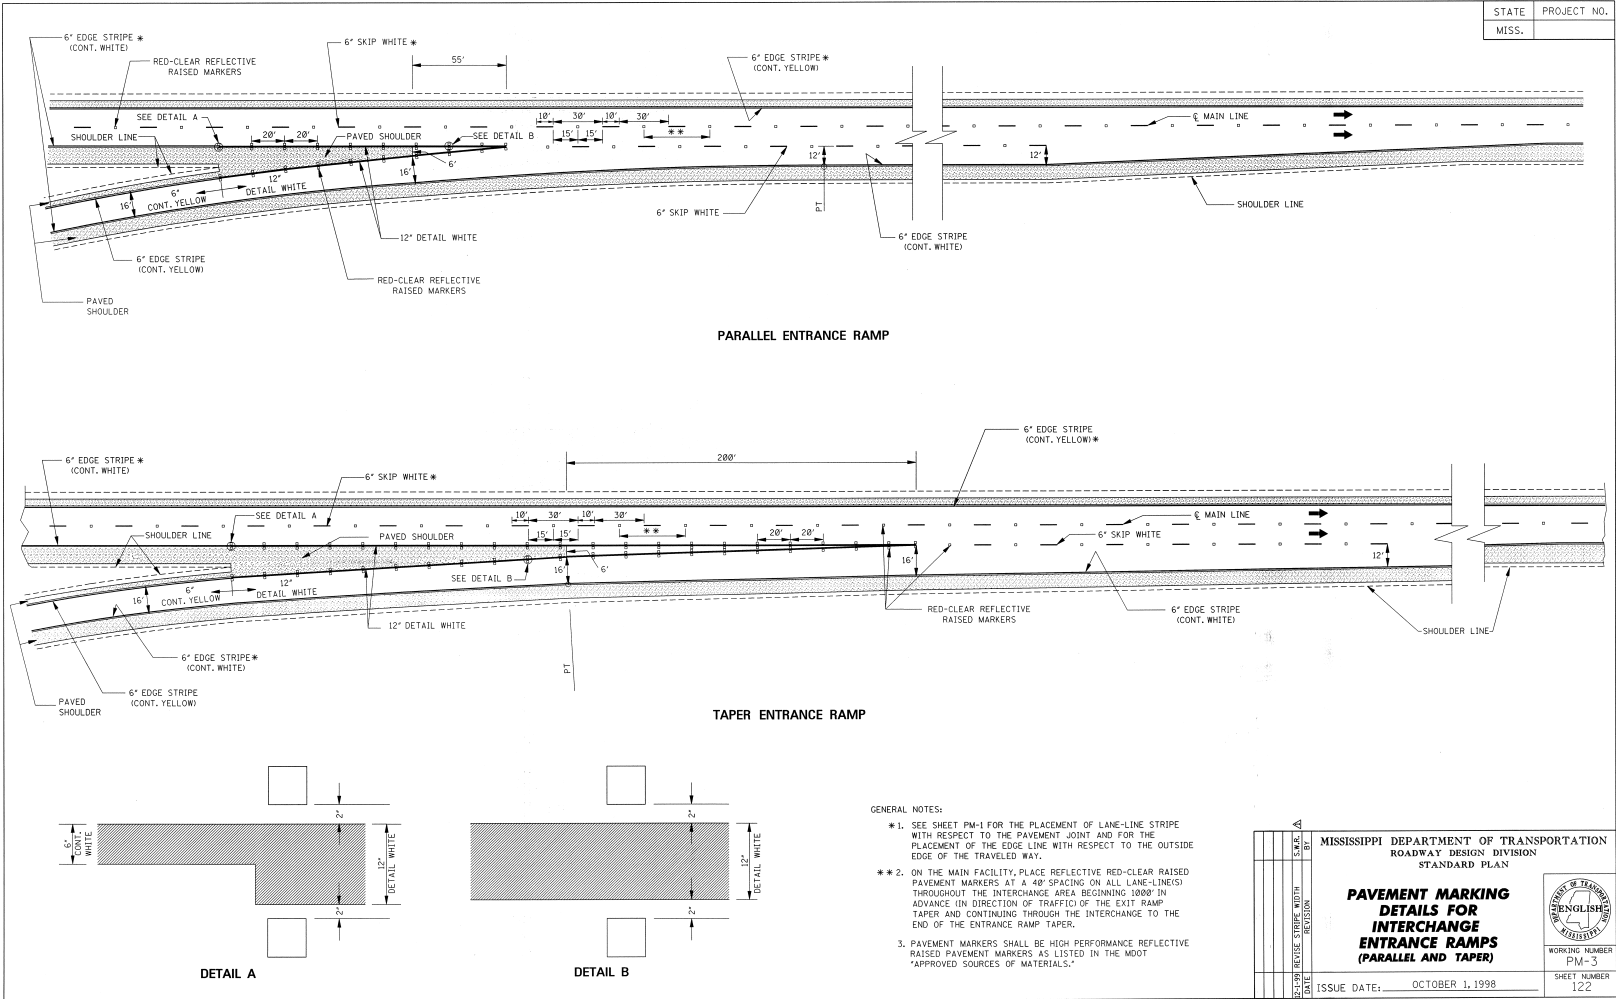 STATE PROJECT NO.
MISS.
6" EDGE STRIPE *
(CONT. WHITE)
RED-CLEAR REFLECTIVE
RAISED MARKERS
6" SKIP WHITE *
55'
6" EDGE STRIPE *
(CONT. YELLOW)
SEE DETAIL A
SHOULDER LINE
20' 20'
PAVED SHOULDER
SEE DETAIL B
10' 30' 10' 30'
15' 15'
* *
℄ MAIN LINE
6'
12'
12'
12"
16'
6"
DETAIL WHITE
16'
CONT. YELLOW
PT
6" SKIP WHITE
SHOULDER LINE
12" DETAIL WHITE
6" EDGE STRIPE
(CONT. WHITE)
6" EDGE STRIPE
(CONT. YELLOW)
RED-CLEAR REFLECTIVE
RAISED MARKERS
PAVED
SHOULDER
PARALLEL ENTRANCE RAMP
6" EDGE STRIPE
(CONT. YELLOW) *
6" EDGE STRIPE *
(CONT. WHITE)
200'
6" SKIP WHITE *
SEE DETAIL A
10' 30' 10' 30'
℄ MAIN LINE
SHOULDER LINE
PAVED SHOULDER
15' 15'
* *
20' 20'
6" SKIP WHITE
12'
SEE DETAIL B
6'
16'
16'
12"
6"
DETAIL WHITE
CONT. YELLOW
16'
RED-CLEAR REFLECTIVE
RAISED MARKERS
6" EDGE STRIPE
(CONT. WHITE)
12" DETAIL WHITE
SHOULDER LINE
6" EDGE STRIPE *
(CONT. WHITE)
PT
6" EDGE STRIPE
(CONT. YELLOW)
PAVED
SHOULDER
TAPER ENTRANCE RAMP
2"
6"
CONT.
WHITE
12"
DETAIL WHITE
2"
DETAIL A
2"
12"
DETAIL WHITE
2"
DETAIL B
GENERAL NOTES:
* 1. SEE SHEET PM-1 FOR THE PLACEMENT OF LANE-LINE STRIPE
WITH RESPECT TO THE PAVEMENT JOINT AND FOR THE
PLACEMENT OF THE EDGE LINE WITH RESPECT TO THE OUTSIDE
EDGE OF THE TRAVELED WAY.
* * 2. ON THE MAIN FACILITY, PLACE REFLECTIVE RED-CLEAR RAISED
PAVEMENT MARKERS AT A 40' SPACING ON ALL LANE-LINE(S)
THROUGHOUT THE INTERCHANGE AREA BEGINNING 1000' IN
ADVANCE (IN DIRECTION OF TRAFFIC) OF THE EXIT RAMP
TAPER AND CONTINUING THROUGH THE INTERCHANGE TO THE
END OF THE ENTRANCE RAMP TAPER.
3. PAVEMENT MARKERS SHALL BE HIGH PERFORMANCE REFLECTIVE
RAISED PAVEMENT MARKERS AS LISTED IN THE MDOT
"APPROVED SOURCES OF MATERIALS."
12-1-99 REVISE STRIPE WIDTH S.W.R.
DATE REVISION BY
MISSISSIPPI DEPARTMENT OF TRANSPORTATION
ROADWAY DESIGN DIVISION
STANDARD PLAN
PAVEMENT MARKING
DETAILS FOR
INTERCHANGE
ENTRANCE RAMPS
(PARALLEL AND TAPER)
DEPARTMENT OF TRANSPORTATION
ENGLISH
MISSISSIPPI
WORKING NUMBER
PM-3
SHEET NUMBER
122
ISSUE DATE: OCTOBER 1, 1998